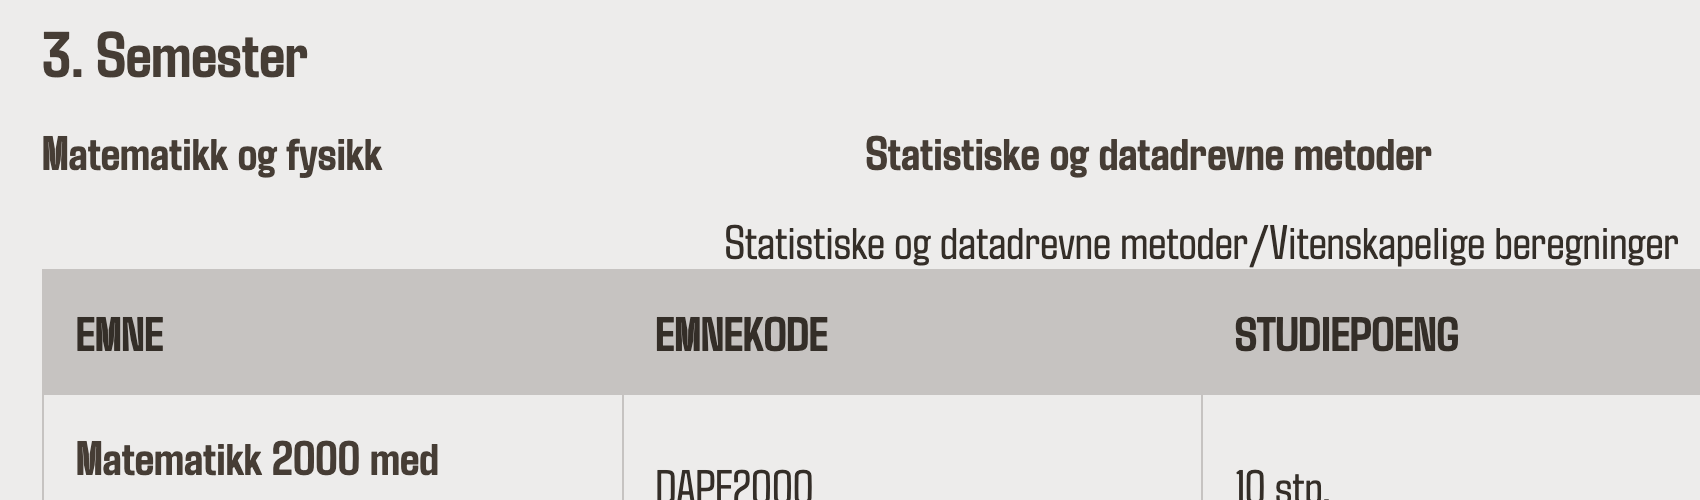 3. Semester
Matematikk og fysikk
Statistiske og datadrevne metoder
Statistiske og datadrevne metoder/Vitenskapelige beregninger
EMNE
EMNEKODE
STUDIEPOENG
Matematikk 2000 med
DAPE2000
10 stp.